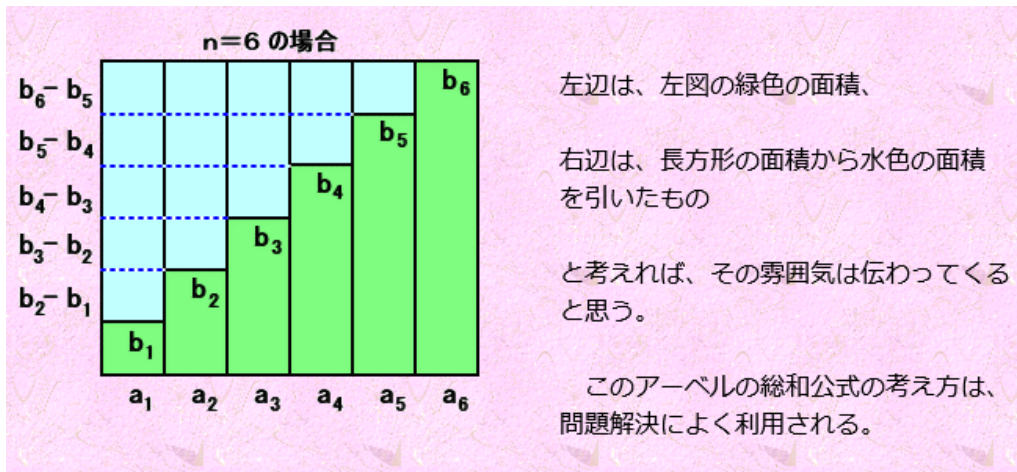 n=6 の場合
b6- b5
b5- b4
b4- b3
b3- b2
b2- b1
b1
b2
b3
b4
b5
b6
a1 a2 a3 a4 a5 a6
左辺は、左図の緑色の面積、
右辺は、長方形の面積から水色の面積
を引いたもの
と考えれば、その雰囲気は伝わってくる
と思う。
このアーベルの総和公式の考え方は、
問題解決によく利用される。